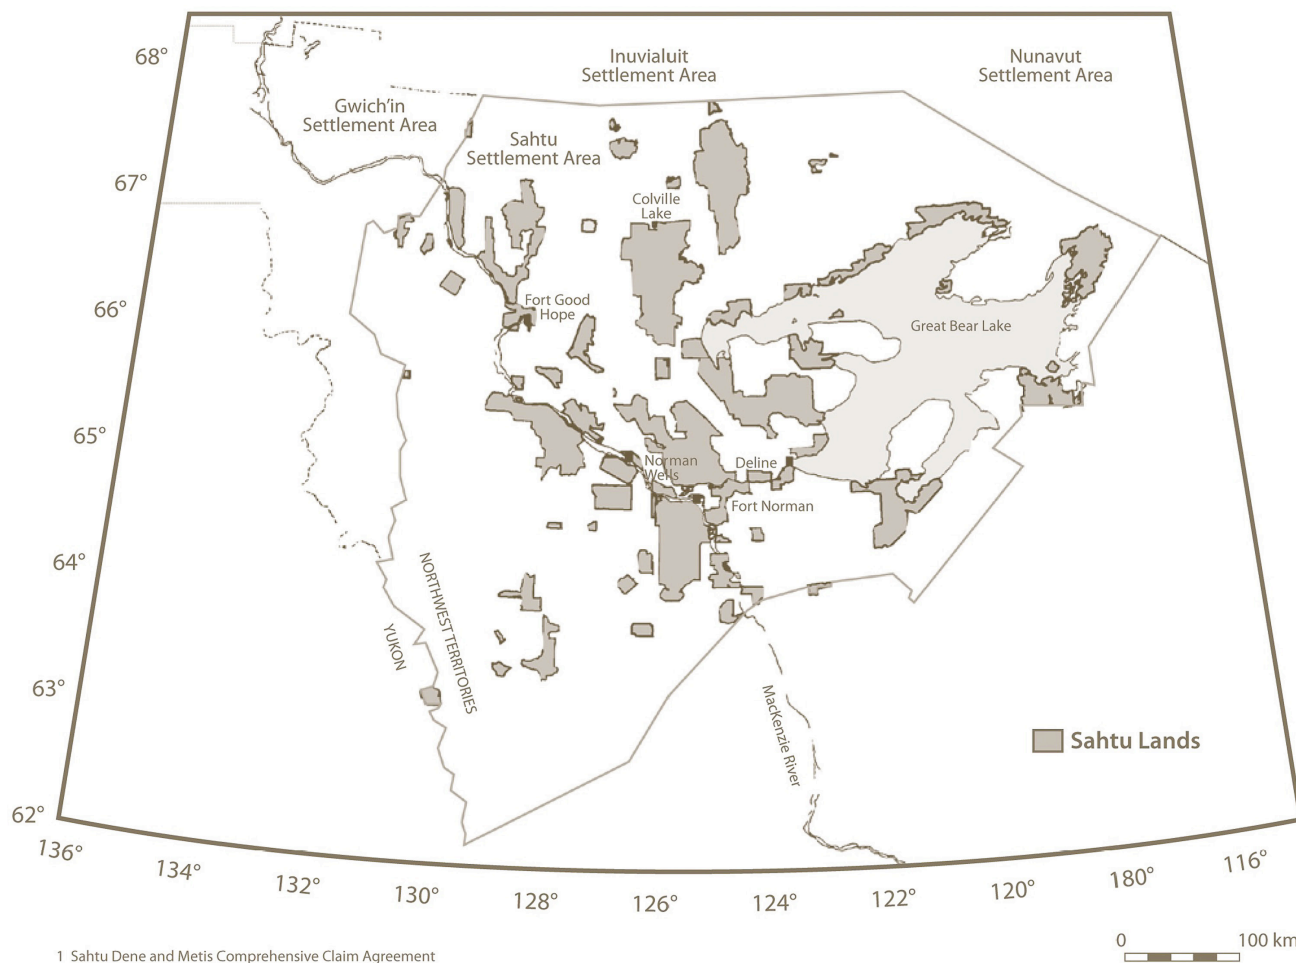 68°
Inuvialuit
Settlement Area
Nunavut
Settlement Area
Gwich'in
Settlement Area
Sahtu
Settlement Area
67°
Colville
Lake
66°
Fort Good
Hope
Great Bear Lake
65°
Norman
Wells
Deline
Fort Norman
64°
NORTHWEST TERRITORIES
YUKON
63°
MacKenzie River
Sahtu Lands
62°
136°
134°
132°
130°
128°
126°
124°
122°
120°
180°
116°
0
100 km
1 Sahtu Dene and Metis Comprehensive Claim Agreement